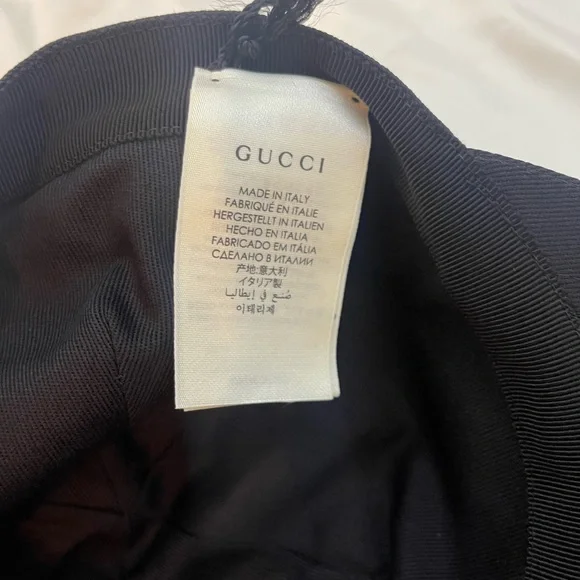 GUCCI
MADE IN ITALY
FABRIQUÉ EN ITALIE
HERGESTELLT IN ITALIEN
HECHO EN ITALIA
FABRICADO EM ITÁLIA
СДЕЛАНО В ИТАЛИИ
产地:意大利
イタリア製
صُنع في إيطاليا
이태리제